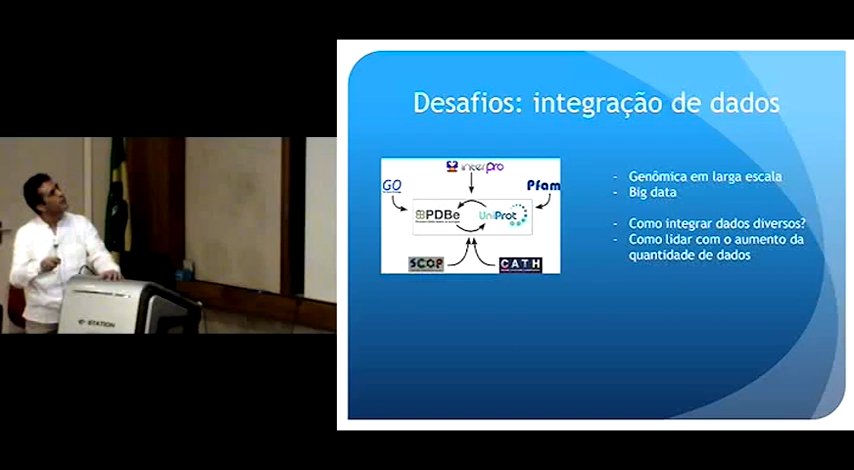 Desafios: integração de dados
interpro
GO
Pfam
PDBe
UniProt
SCOP
CATH
- Genômica em larga escala
- Big data
- Como integrar dados diversos?
- Como lidar com o aumento da
quantidade de dados
e-STATION